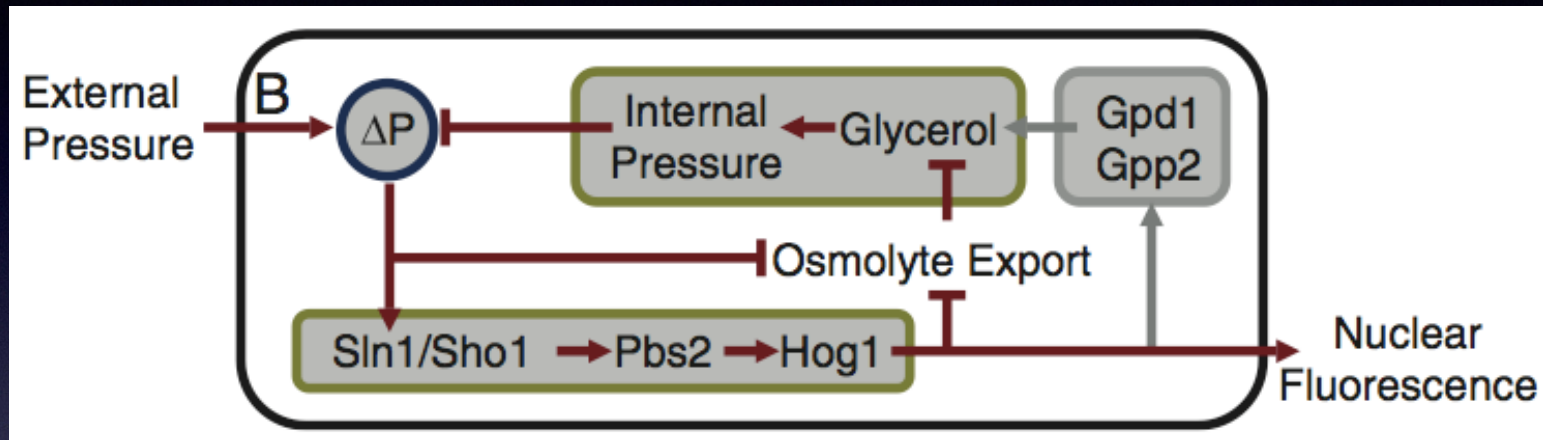 External
Pressure
B
ΔP
Internal
Pressure
Glycerol
Gpd1
Gpp2
Osmolyte Export
Sln1/Sho1
Pbs2
Hog1
Nuclear
Fluorescence